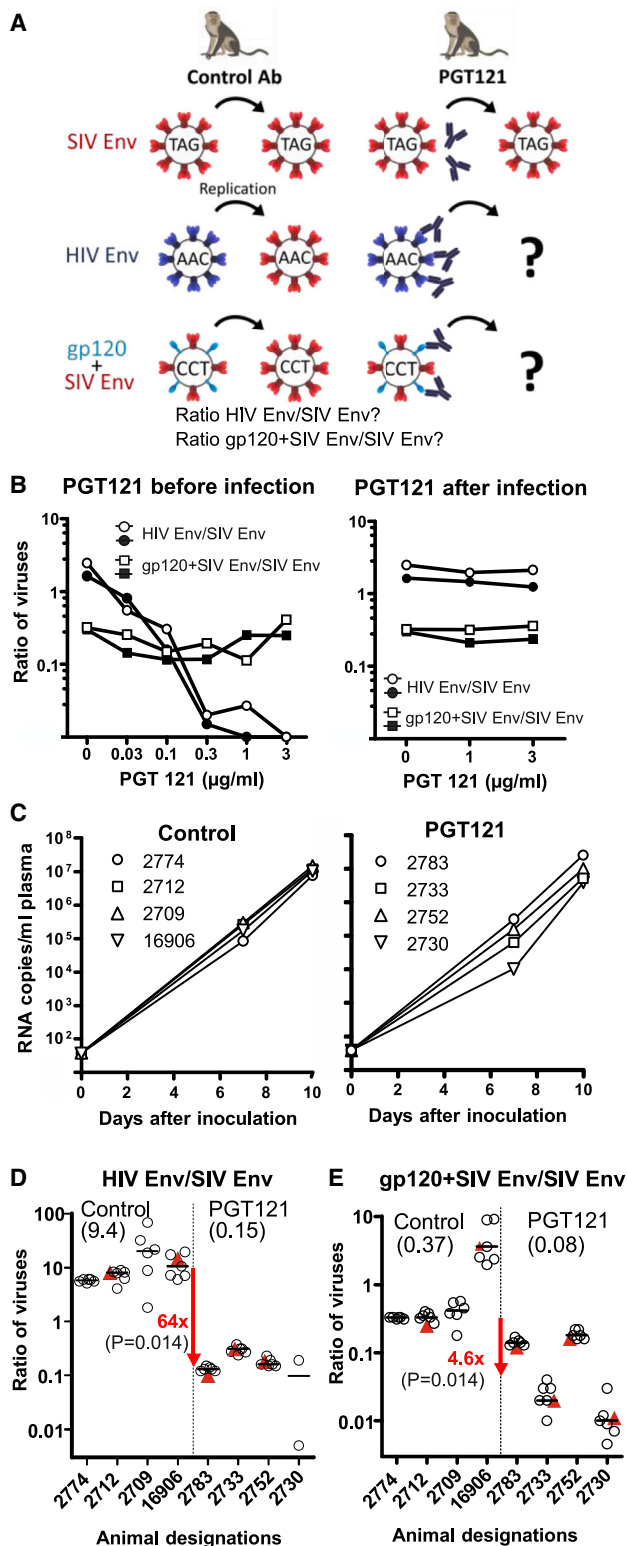 A
Control Ab PGT121
SIV Env TAG TAG TAG TAG
Replication
HIV Env AAC AAC ?
gp120
+
SIV Env CCT CCT ?
Ratio HIV Env/SIV Env?
Ratio gp120+SIV Env/SIV Env?
B
PGT121 before infection
Ratio of viruses
10
1
0.1
HIV Env/SIV Env
gp120+SIV Env/SIV Env
0 0.03 0.1 0.3 1 3
PGT 121 (µg/ml)
PGT121 after infection
10
1
0.1
HIV Env/SIV Env
gp120+SIV Env/SIV Env
0 1 3
PGT 121 (µg/ml)
C
Control
RNA copies/ml plasma
10⁸
10⁷
10⁶
10⁵
10⁴
10³
10²
2774
2712
2709
16906
0 2 4 6 8 10
Days after inoculation
PGT121
2783
2733
2752
2730
0 2 4 6 8 10
Days after inoculation
D
HIV Env/SIV Env
Ratio of viruses
100
10
1
0.1
0.01
Control
(9.4)
PGT121
(0.15)
64x
(P=0.014)
2774 2712 2709 16906 2783 2733 2752 2730
Animal designations
E
gp120+SIV Env/SIV Env
Ratio of viruses
10
1
0.1
0.01
Control
(0.37)
PGT121
(0.08)
4.6x
(P=0.014)
2774 2712 2709 16906 2783 2733 2752 2730
Animal designations